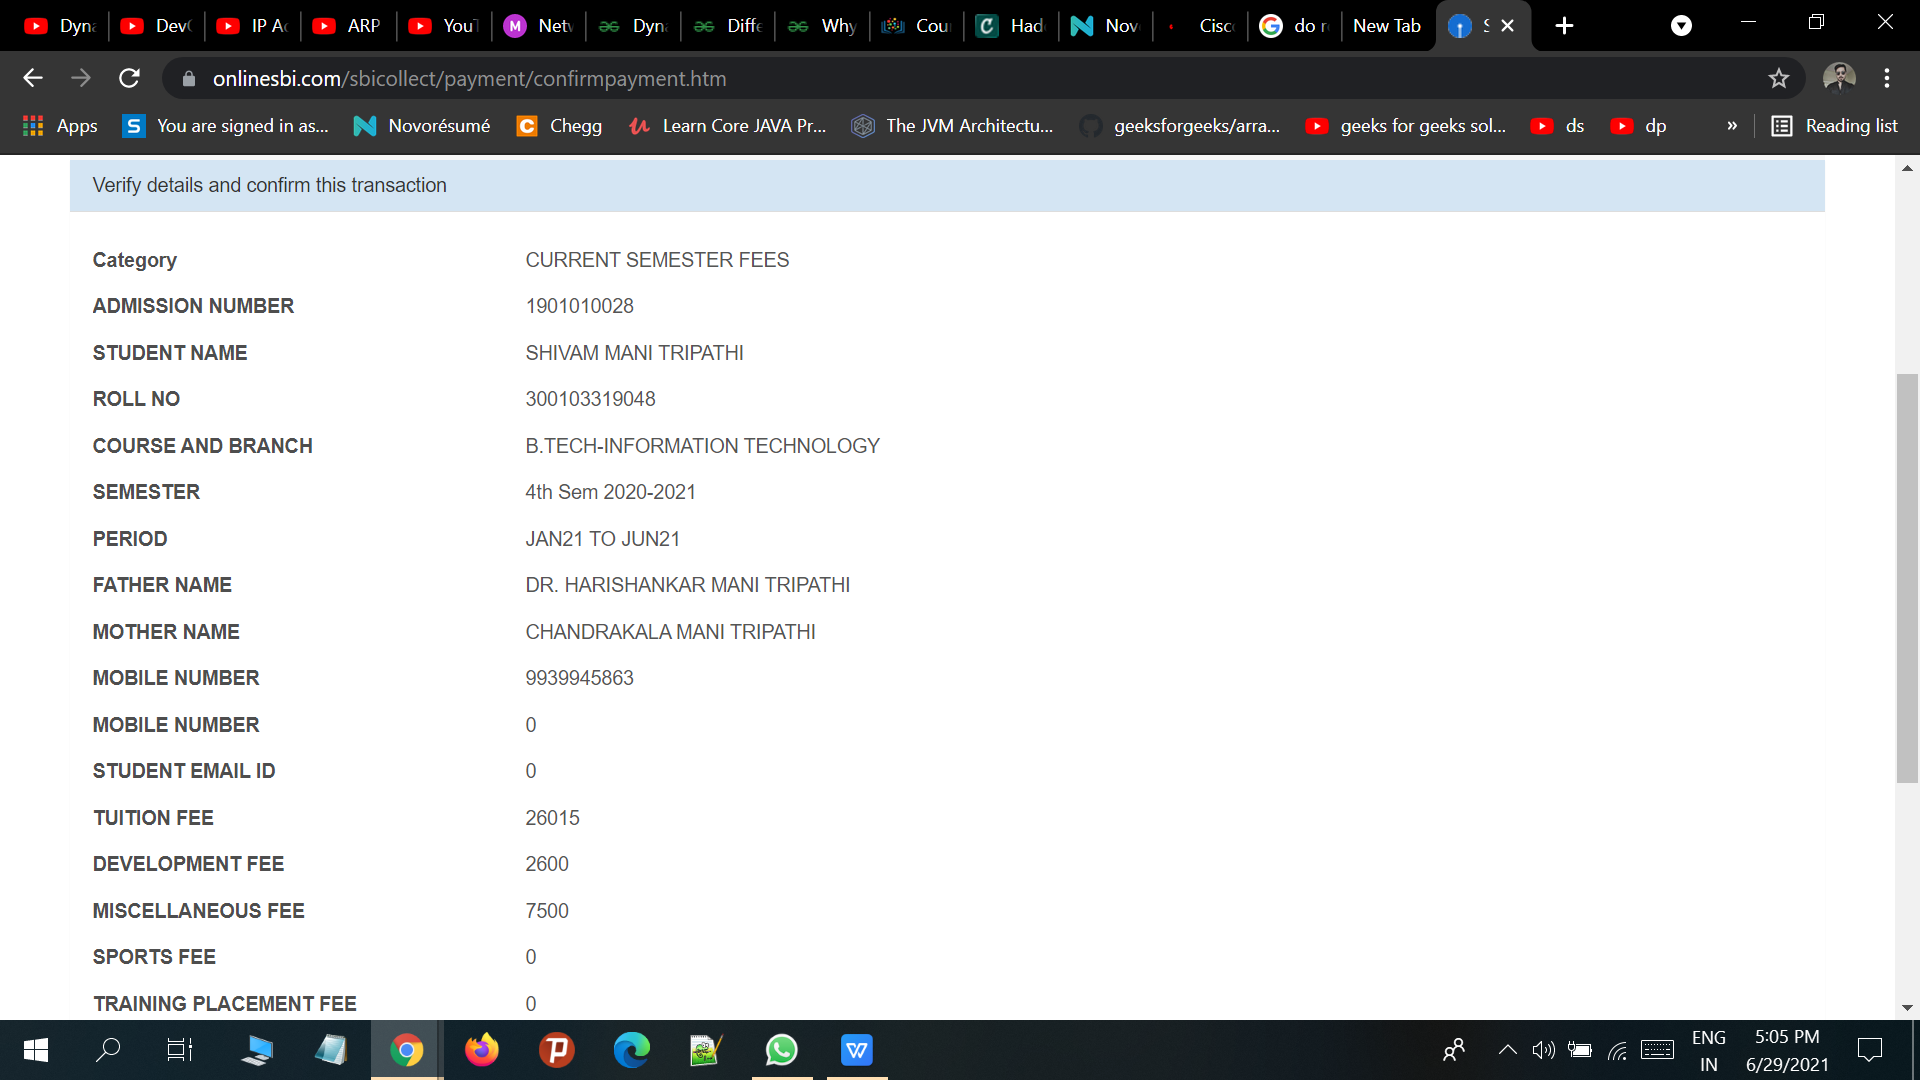 Dyna DevC IP Ac ARP YouT Netw Dyna Diffe Why Cour Had Nov Cisc do re New Tab S
onlinesbi.com/sbicollect/payment/confirmpayment.htm
Apps You are signed in as... Novorésumé Chegg Learn Core JAVA Pr... The JVM Architectu... geeksforgeeks/arra... geeks for geeks sol... ds dp » Reading list
Verify details and confirm this transaction
Category CURRENT SEMESTER FEES
ADMISSION NUMBER 1901010028
STUDENT NAME SHIVAM MANI TRIPATHI
ROLL NO 300103319048
COURSE AND BRANCH B.TECH-INFORMATION TECHNOLOGY
SEMESTER 4th Sem 2020-2021
PERIOD JAN21 TO JUN21
FATHER NAME DR. HARISHANKAR MANI TRIPATHI
MOTHER NAME CHANDRAKALA MANI TRIPATHI
MOBILE NUMBER 9939945863
MOBILE NUMBER 0
STUDENT EMAIL ID 0
TUITION FEE 26015
DEVELOPMENT FEE 2600
MISCELLANEOUS FEE 7500
SPORTS FEE 0
TRAINING PLACEMENT FEE 0
ENG 5:05 PM
IN 6/29/2021